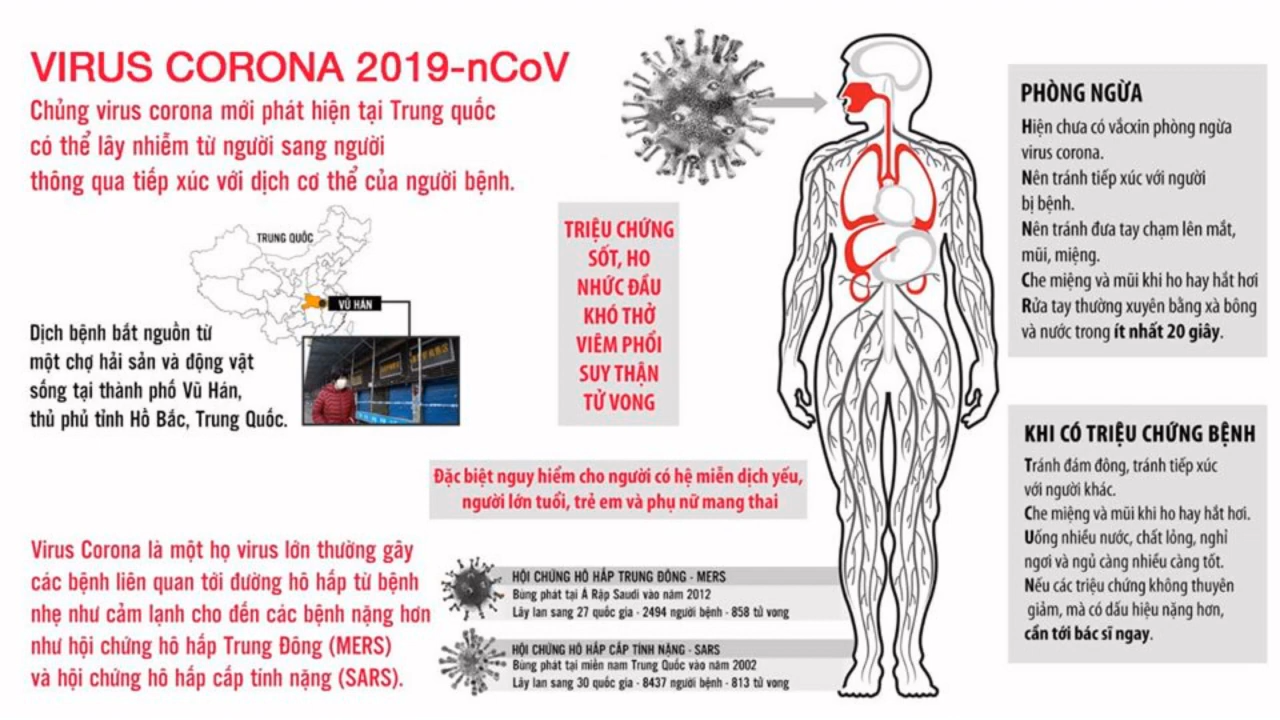 VIRUS CORONA 2019-nCoV
Chủng virus corona mới phát hiện tại Trung quốc
có thể lây nhiễm từ người sang người
thông qua tiếp xúc với dịch cơ thể của người bệnh.
TRUNG QUỐC
VŨ HÁN
Dịch bệnh bắt nguồn từ
một chợ hải sản và động vật
sống tại thành phố Vũ Hán,
thủ phủ tỉnh Hồ Bắc, Trung Quốc.
TRIỆU CHỨNG
SỐT, HO
NHỨC ĐẦU
KHÓ THỞ
VIÊM PHỔI
SUY THẬN
TỬ VONG
Đặc biệt nguy hiểm cho người có hệ miễn dịch yếu,
người lớn tuổi, trẻ em và phụ nữ mang thai
Virus Corona là một họ virus lớn thường gây
các bệnh liên quan tới đường hô hấp từ bệnh
nhẹ như cảm lạnh cho đến các bệnh nặng hơn
như hội chứng hô hấp Trung Đông (MERS)
và hội chứng hô hấp cấp tính nặng (SARS).
HỘI CHỨNG HÔ HẤP TRUNG ĐÔNG - MERS
Bùng phát tại Ả Rập Saudi vào năm 2012
Lây lan sang 27 quốc gia - 2494 người bệnh - 858 tử vong
HỘI CHỨNG HÔ HẤP CẤP TÍNH NẶNG - SARS
Bùng phát tại miền nam Trung Quốc vào năm 2002
Lây lan sang 30 quốc gia - 8437 người bệnh - 813 tử vong
PHÒNG NGỪA
Hiện chưa có vắcxin phòng ngừa
virus corona.
Nên tránh tiếp xúc với người
bị bệnh.
Nên tránh đưa tay chạm lên mắt,
mũi, miệng.
Che miệng và mũi khi ho hay hắt hơi
Rửa tay thường xuyên bằng xà bông
và nước trong ít nhất 20 giây.
KHI CÓ TRIỆU CHỨNG BỆNH
Tránh đám đông, tránh tiếp xúc
với người khác.
Che miệng và mũi khi ho hay hắt hơi.
Uống nhiều nước, chất lỏng, nghỉ
ngơi và ngủ càng nhiều càng tốt.
Nếu các triệu chứng không thuyên
giảm, mà có dấu hiệu nặng hơn,
cần tới bác sĩ ngay.